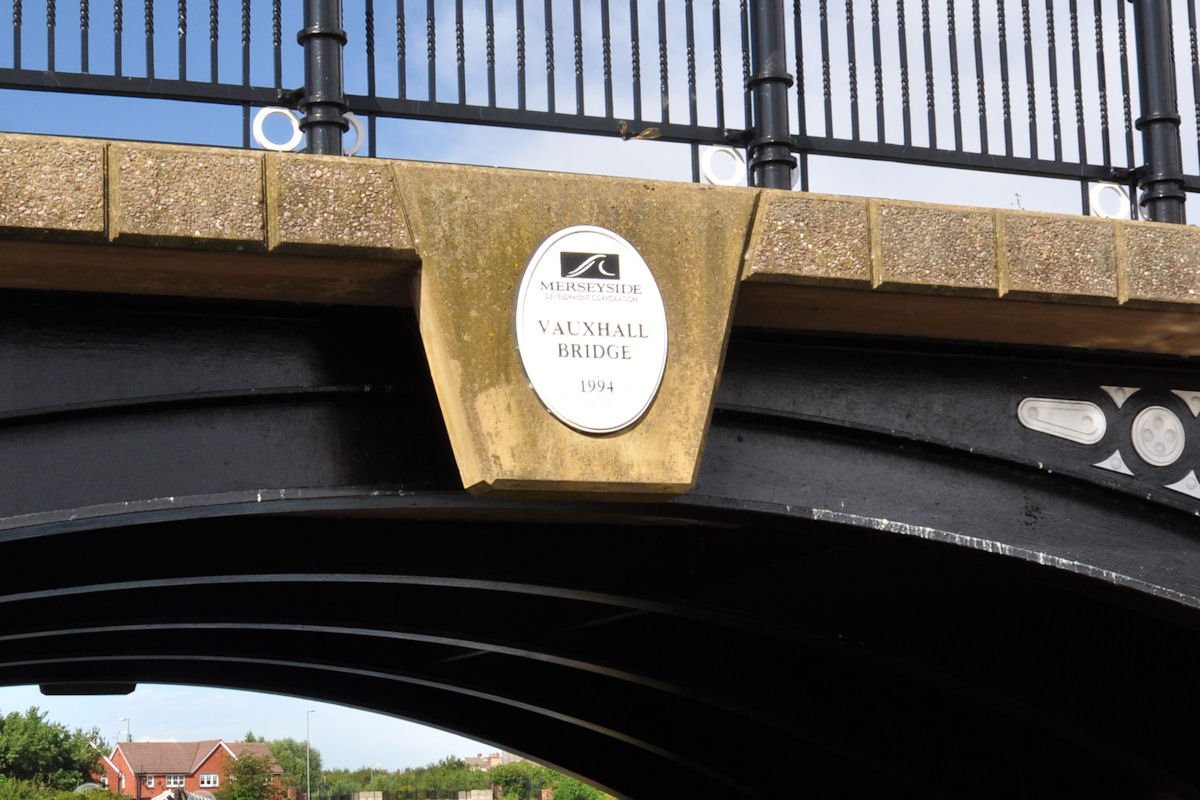 MERSEYSIDE
DEVELOPMENT CORPORATION
VAUXHALL
BRIDGE
1994